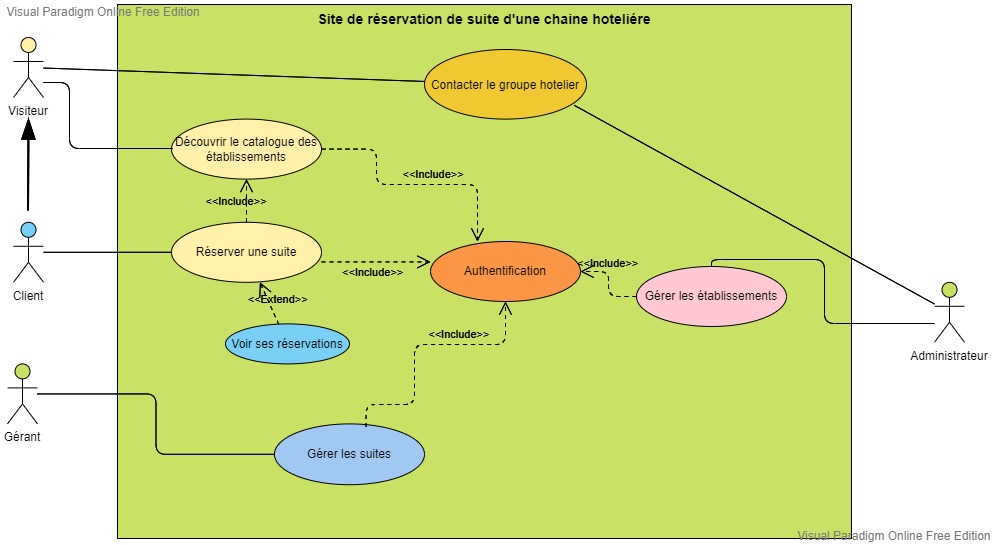 Visual Paradigm Online Free Edition
Site de réservation de suite d'une chaine hoteliére
Visiteur
Contacter le groupe hotelier
Découvrir le catalogue des
établissements
<<Include>>
<<Include>>
Client
Réserver une suite
<<Include>>
Authentification
<<Include>>
Gérer les établissements
<<Extend>>
Voir ses réservations
<<Include>>
Administrateur
Gérant
Gérer les suites
Visual Paradigm Online Free Edition